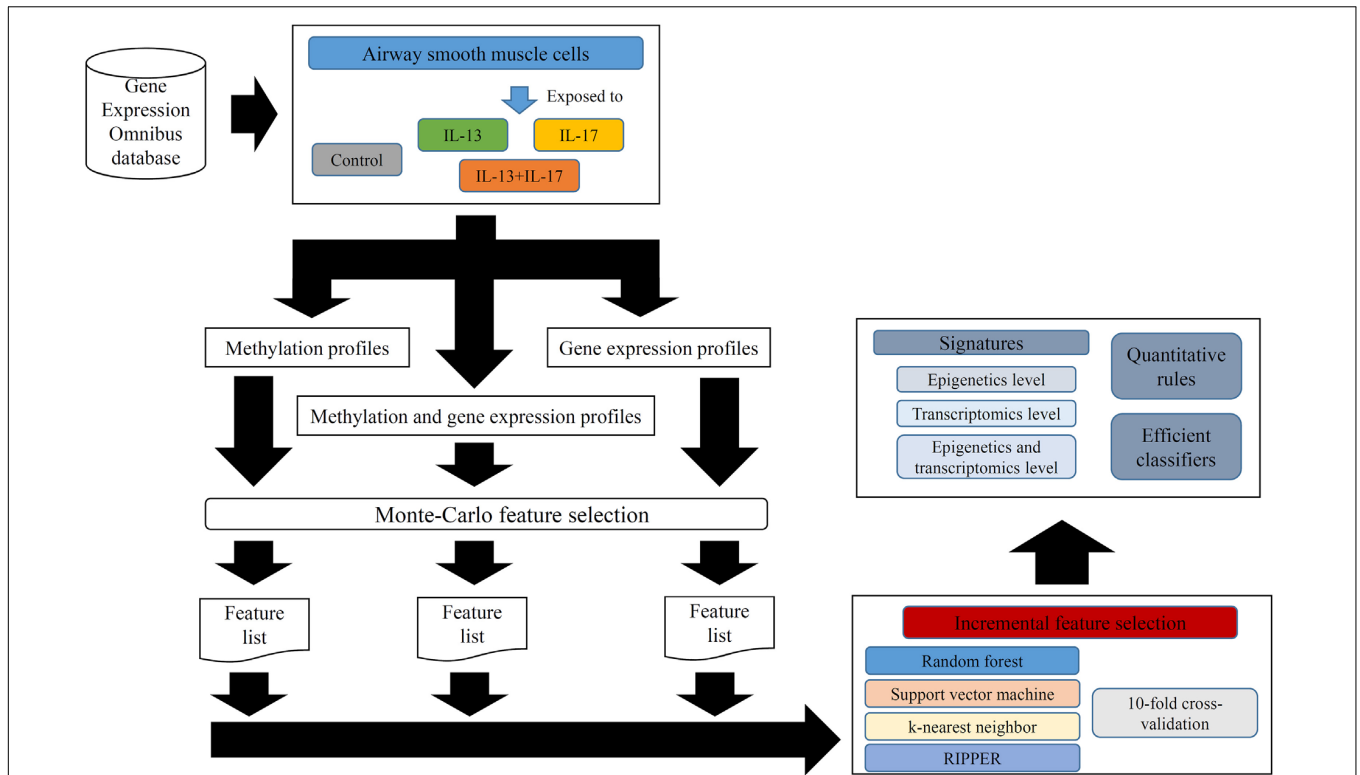 Gene
Expression
Omnibus
database
Airway smooth muscle cells
Exposed to
IL-13
IL-17
Control
IL-13+IL-17
Methylation profiles
Gene expression profiles
Methylation and gene expression profiles
Monte-Carlo feature selection
Feature
list
Feature
list
Feature
list
Incremental feature selection
Random forest
Support vector machine
k-nearest neighbor
RIPPER
10-fold cross-
validation
Signatures
Epigenetics level
Transcriptomics level
Epigenetics and
transcriptomics level
Quantitative
rules
Efficient
classifiers